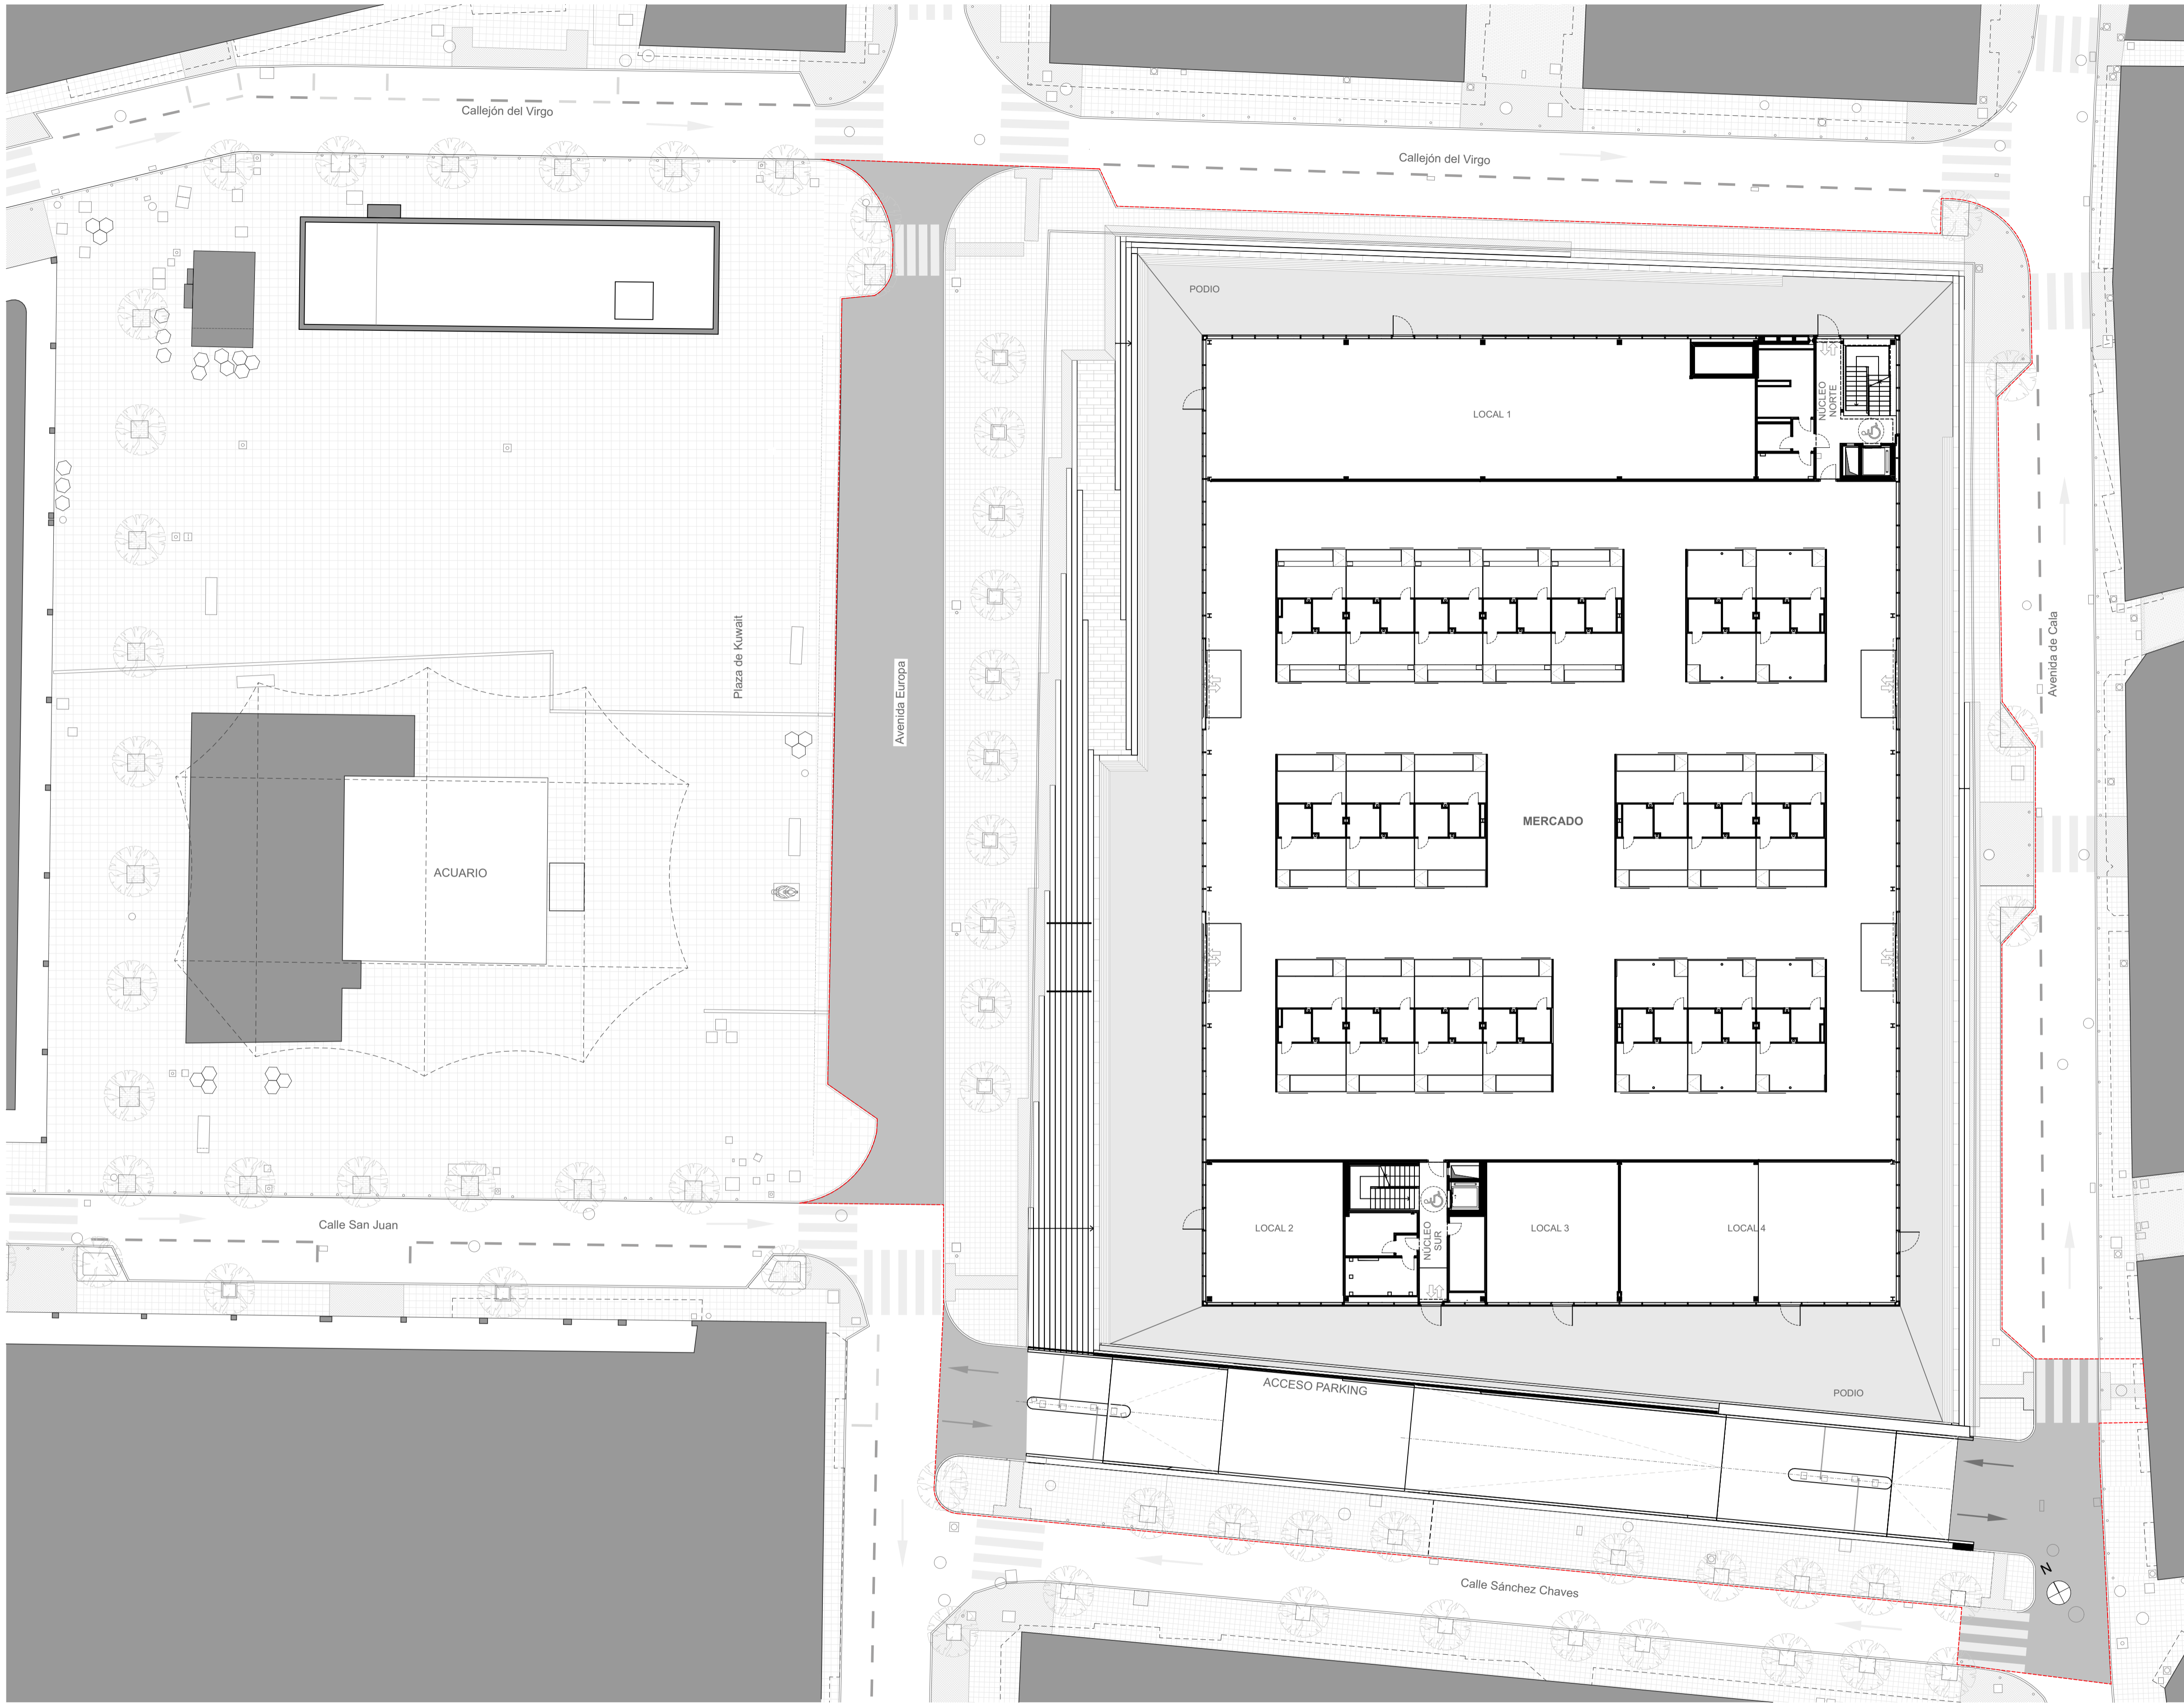 Callejón del Virgo
Callejón del Virgo
PODIO
LOCAL 1
NÚCLEO
NORTE
Plaza de Kuwait
Avenida Europa
Avenida de Cala
MERCADO
ACUARIO
Calle San Juan
LOCAL 2
NÚCLEO
SUR
LOCAL 3
LOCAL 4
ACCESO PARKING
PODIO
Calle Sánchez Chaves
N